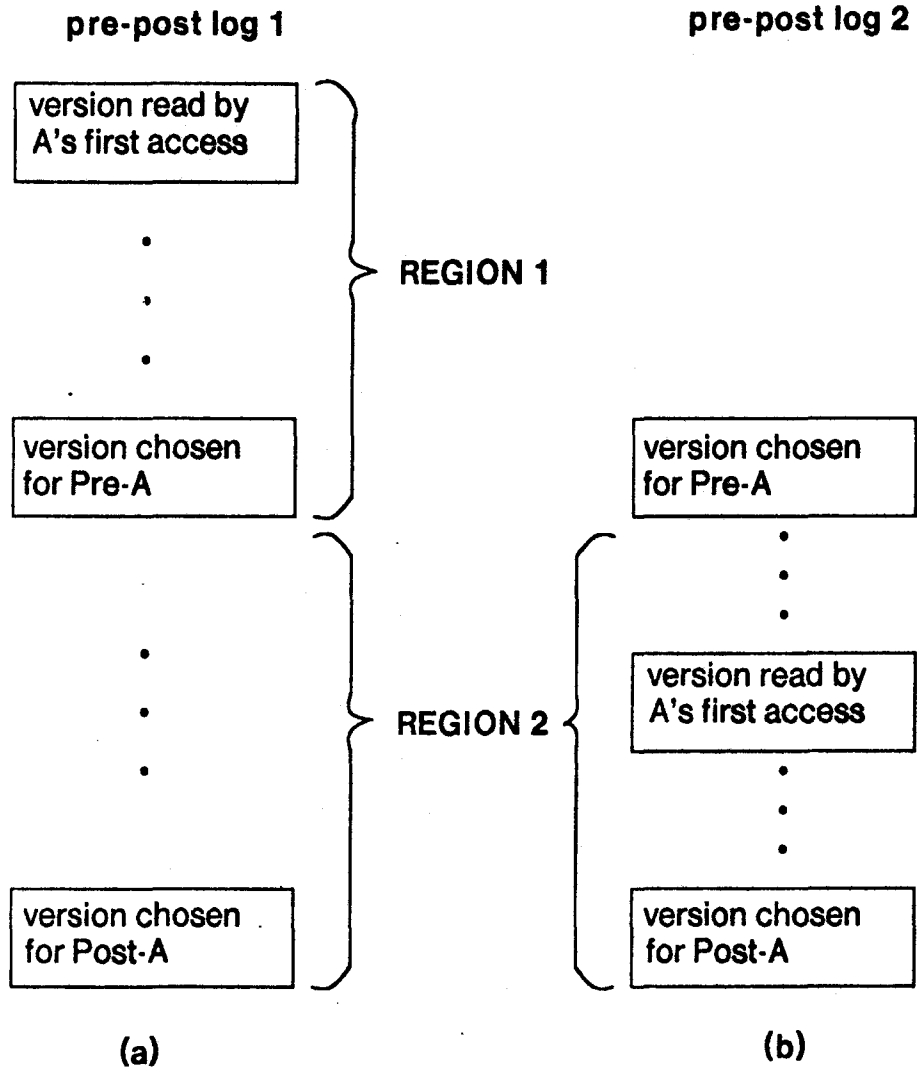 pre-post log 1
pre-post log 2
version read by
A's first access
REGION 1
version chosen
for Pre-A
version chosen
for Pre-A
version read by
A's first access
REGION 2
version chosen
for Post-A
version chosen
for Post-A
(a)
(b)